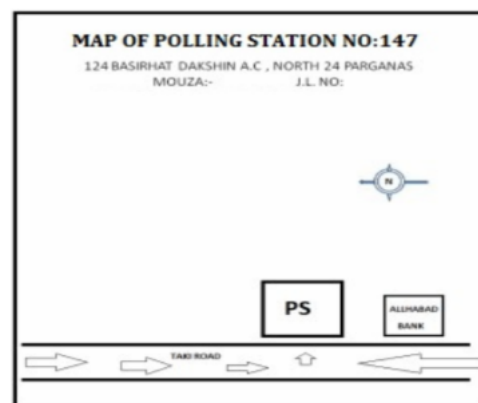 MAP OF POLLING STATION NO:147
124 BASIRHAT DAKSHIN A.C , NORTH 24 PARGANAS
MOUZA:- J.L. NO:
N
PS
ALLHABAD
BANK
TAKI ROAD